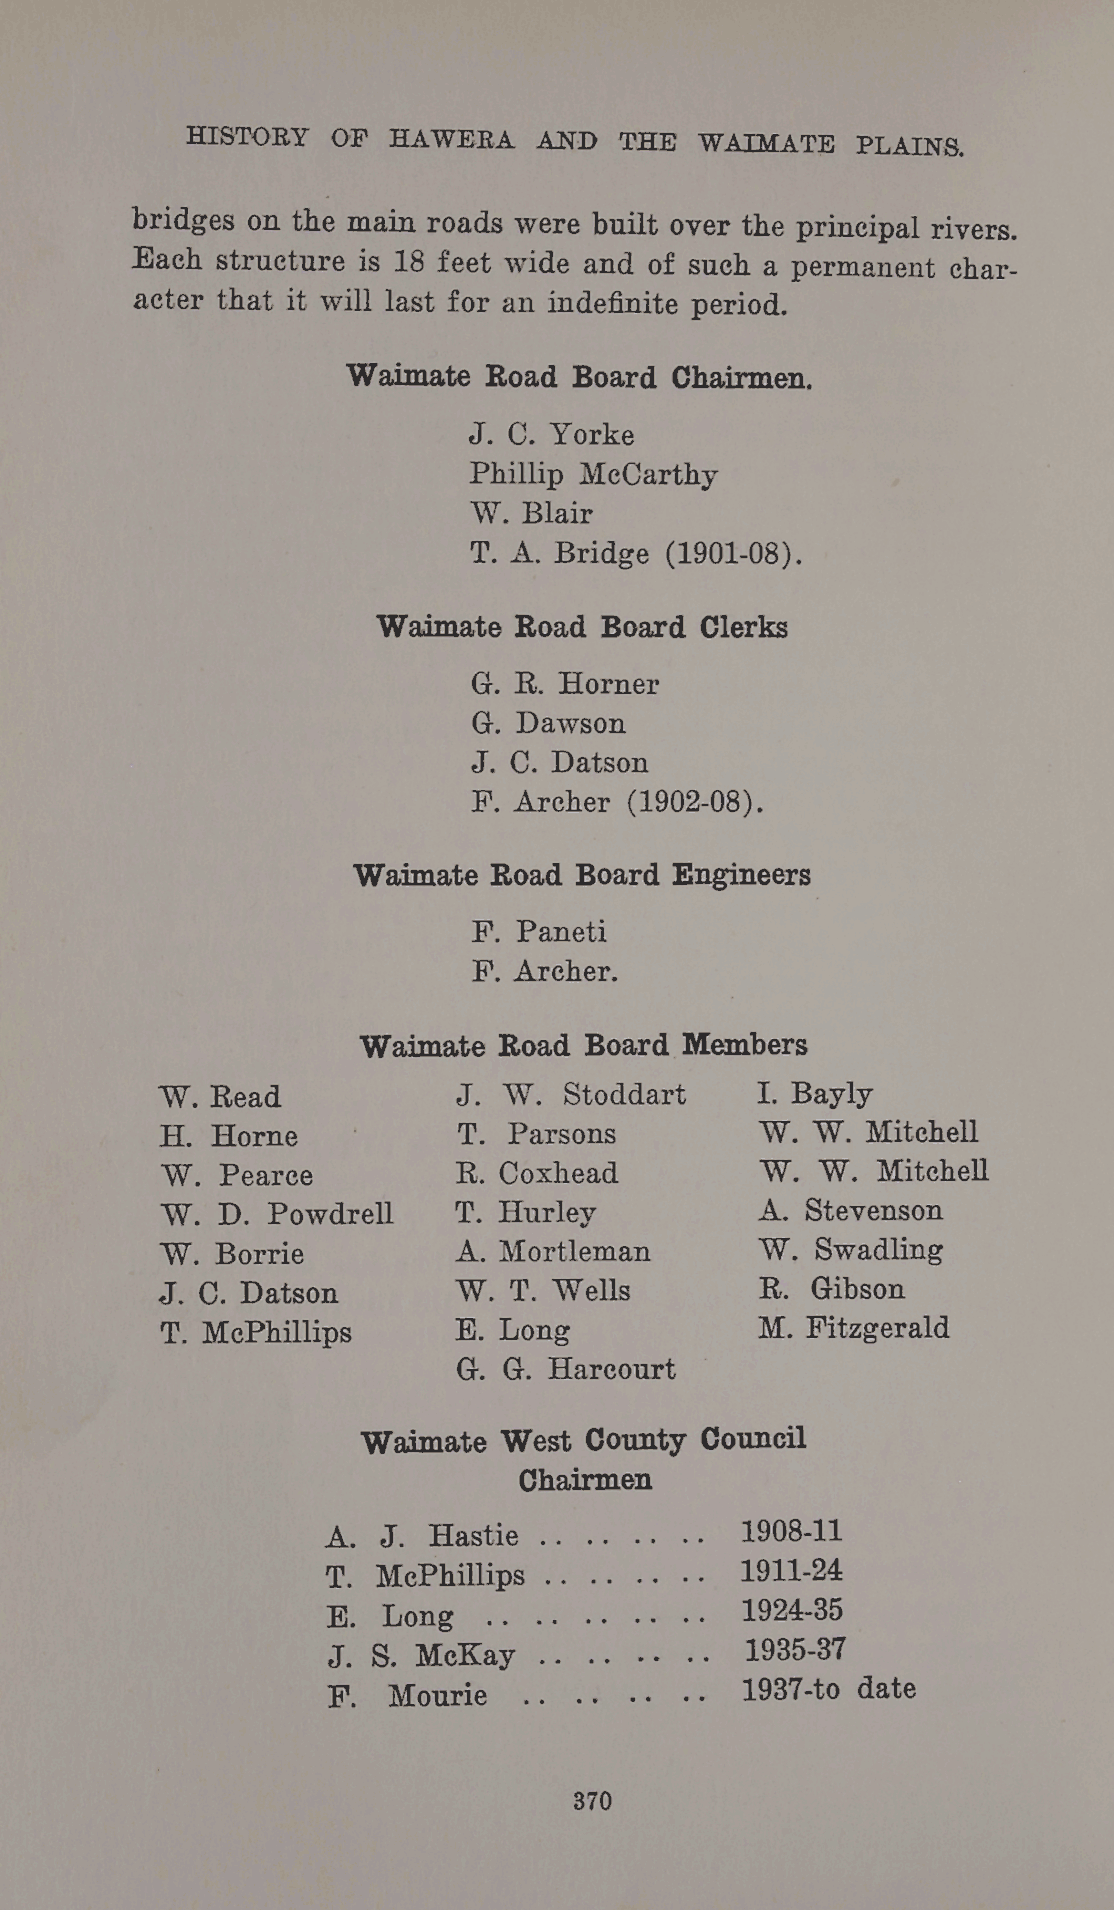 HISTORY OF HAWERA AND THE WAIMATE PLAINS.
bridges on the main roads were built over the principal rivers.
Each structure is 18 feet wide and of such a permanent char-
acter that it will last for an indefinite period.
Waimate Road Board Chairmen.
J. C. Yorke
Phillip McCarthy
W. Blair
T. A. Bridge (1901-08).
Waimate Road Board Clerks
G. R. Horner
G. Dawson
J. C. Datson
F. Archer (1902-08).
Waimate Road Board Engineers
F. Paneti
F. Archer.
Waimate Road Board Members
W. Read
H. Horne
W. Pearce
W. D. Powdrell
W. Borrie
J. C. Datson
T. McPhillips
J. W. Stoddart
T. Parsons
R. Coxhead
T. Hurley
A. Mortleman
W. T. Wells
E. Long
G. G. Harcourt
I. Bayly
W. W. Mitchell
W. W. Mitchell
A. Stevenson
W. Swadling
R. Gibson
M. Fitzgerald
Waimate West County Council
Chairmen
A. J. Hastie .. .. .. .. 1908-11
T. McPhillips .. .. .. .. 1911-24
E. Long .. .. .. .. .. 1924-35
J. S. McKay .. .. .. .. 1935-37
F. Mourie .. .. .. .. 1937-to date
370